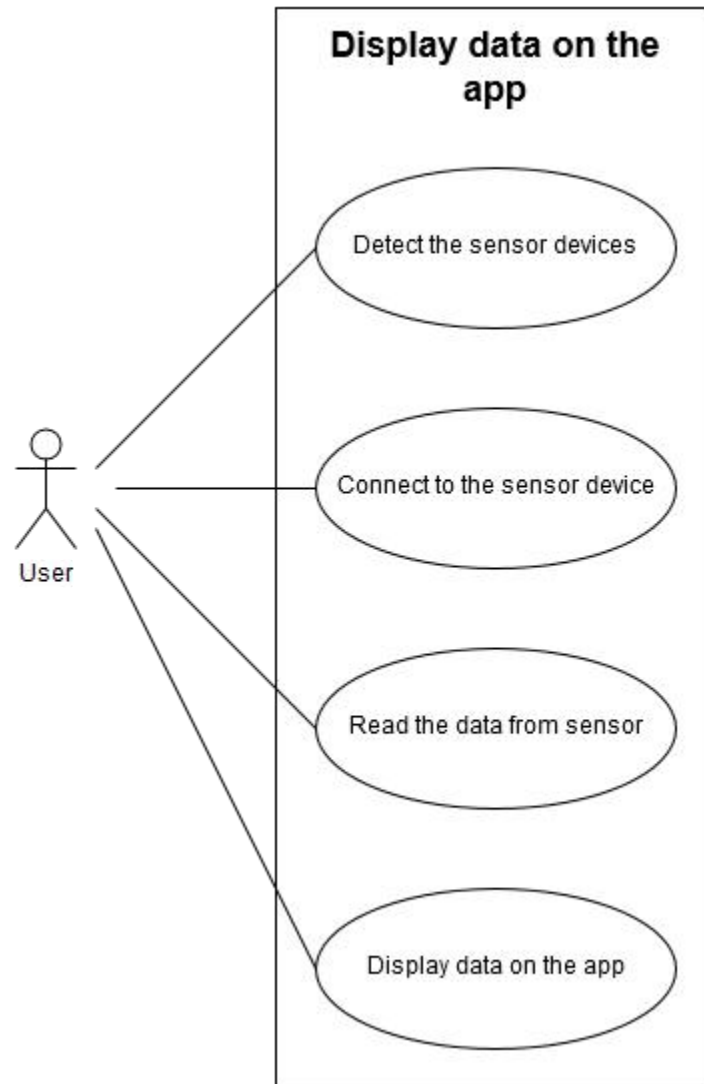 Display data on the
app
Detect the sensor devices
Connect to the sensor device
User
Read the data from sensor
Display data on the app